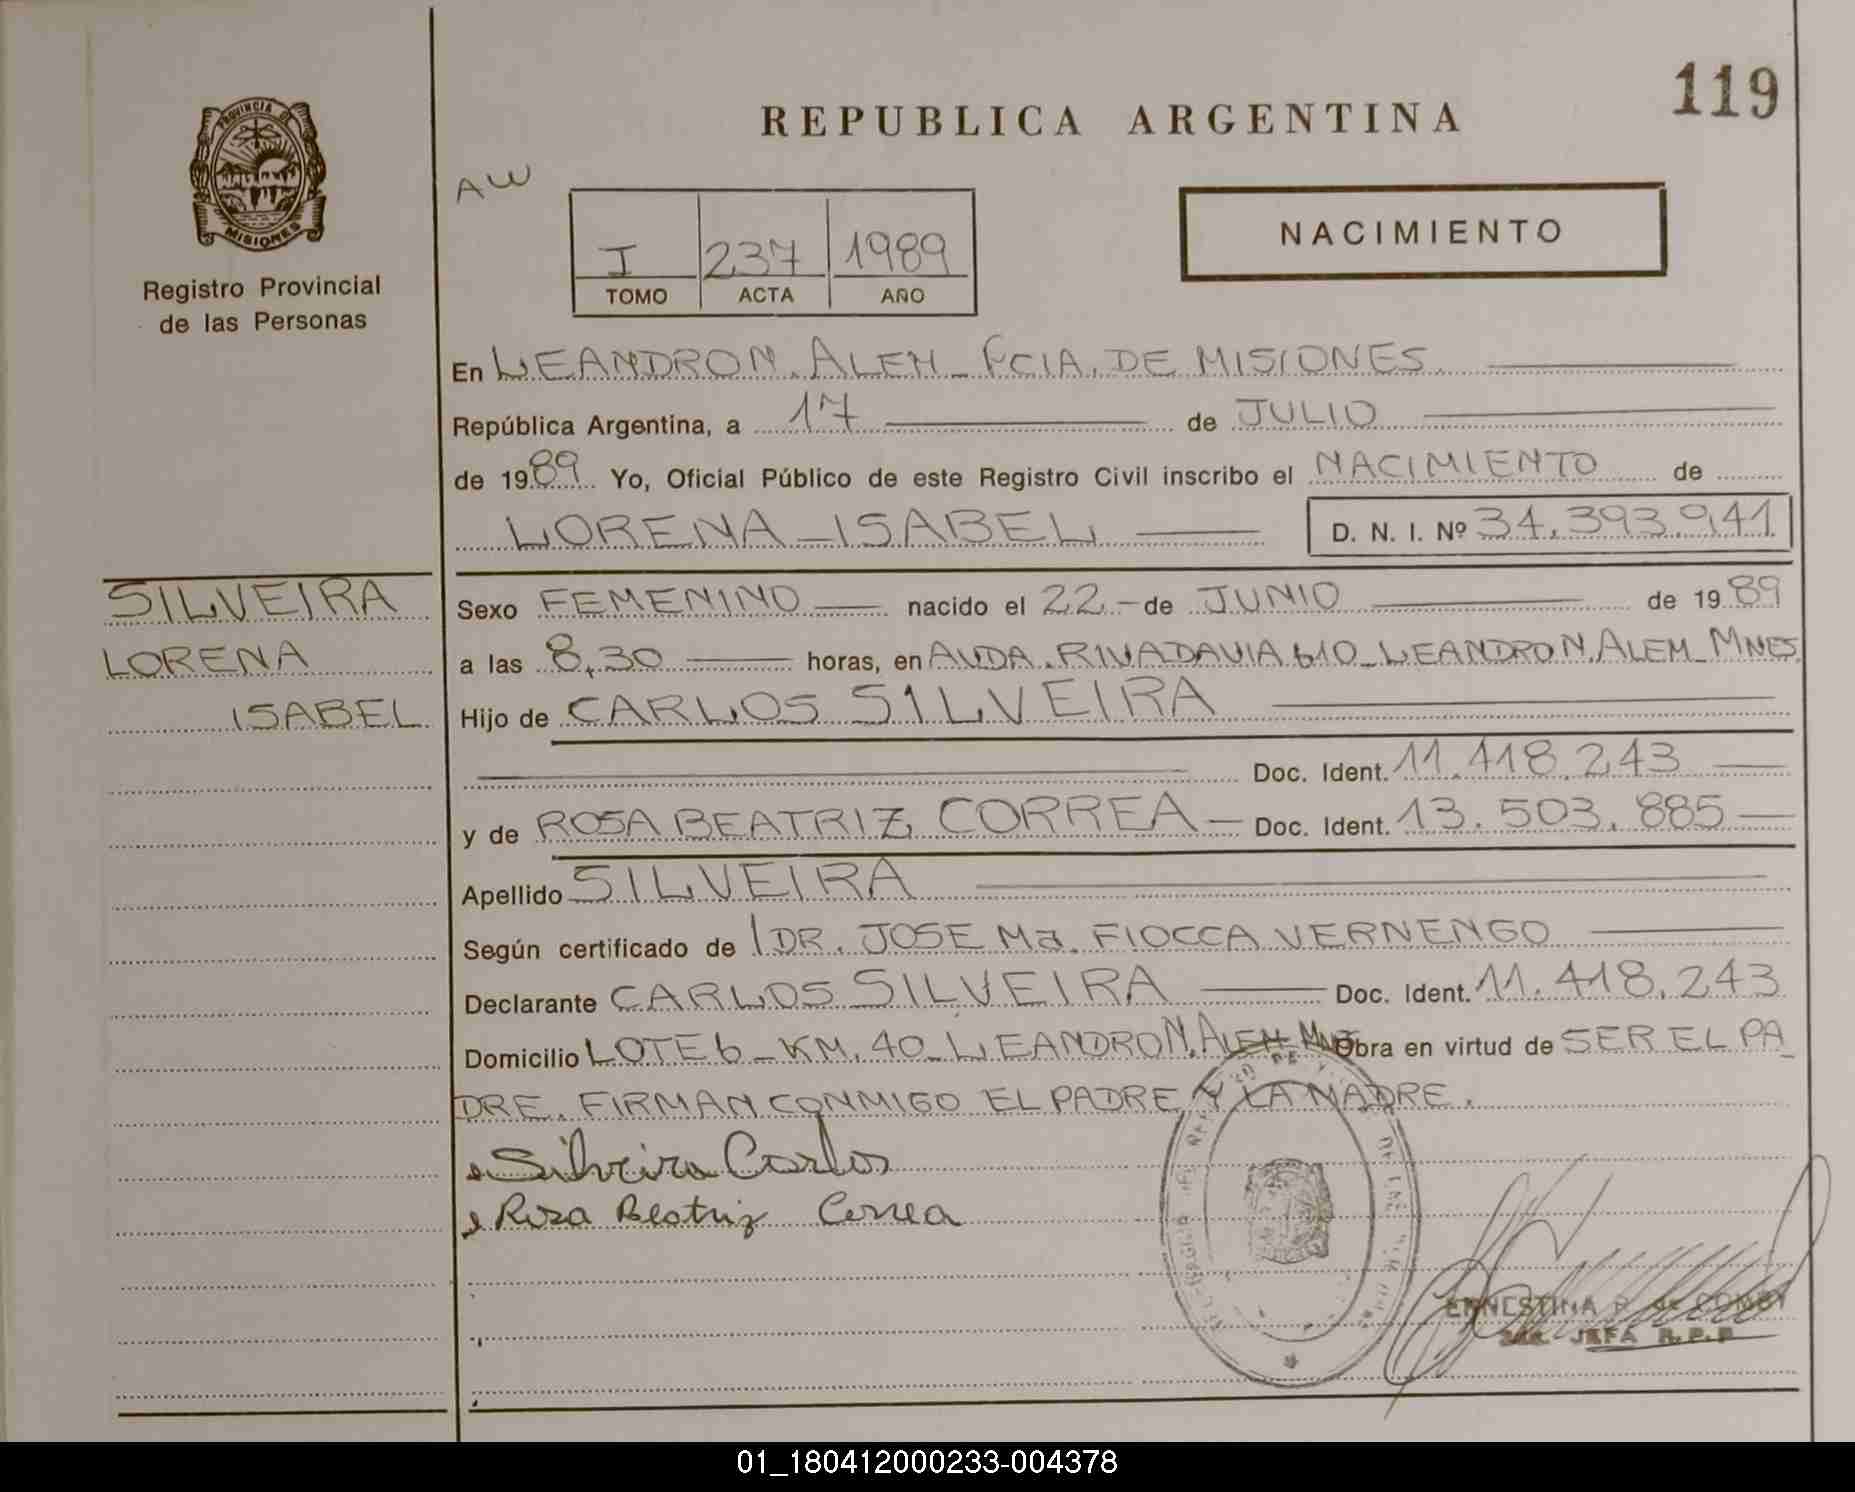 119
REPUBLICA ARGENTINA
PROVINCIA DE
MISIONES
Registro Provincial
de las Personas
AW
I 237 1989
TOMO ACTA AÑO
NACIMIENTO
En LEANDRO N. ALEM - PCIA. DE MISIONES
República Argentina, a 17 de JULIO
de 1989 Yo, Oficial Público de este Registro Civil inscribo el NACIMIENTO de
LORENA - ISABEL D. N. I. Nº 34.393.941
SILVEIRA
LORENA
ISABEL
Sexo FEMENINO nacido el 22 - de JUNIO de 1989
a las 8,30 horas, en AVDA. RIVADAVIA 610 - LEANDRO N. ALEM - MNES.
Hijo de CARLOS SILVEIRA
Doc. Ident. 11.418.243
y de ROSA BEATRIZ CORREA Doc. Ident. 13.503.885
Apellido SILVEIRA
Según certificado de DR. JOSE Ma. FIOCCA VERNENGO
Declarante CARLOS SILVEIRA Doc. Ident. 11.418.243
Domicilio LOTE 6 - KM. 40 - LEANDRO N. ALEM - MNES Obra en virtud de SER EL PA-
DRE. FIRMAN CONMIGO EL PADRE Y LA MADRE.
Silveira Carlos
Rosa Beatriz Correa
ERNESTINA R. de
JEFA R.P.P
01_180412000233-004378